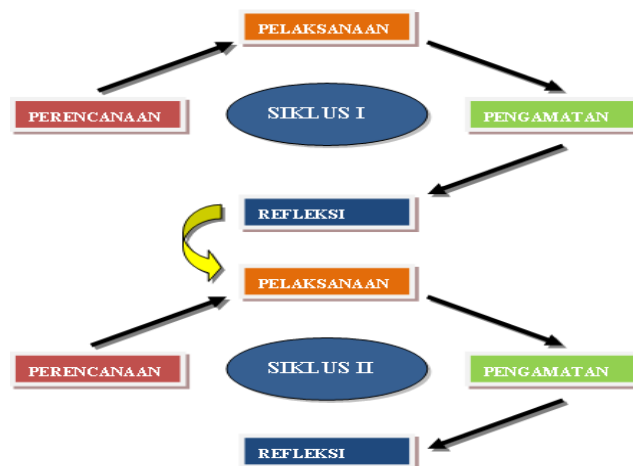 PELAKSANAAN
PERENCANAAN
SIKLUS I
PENGAMATAN
REFLEKSI
PELAKSANAAN
PERENCANAAN
SIKLUS II
PENGAMATAN
REFLEKSI